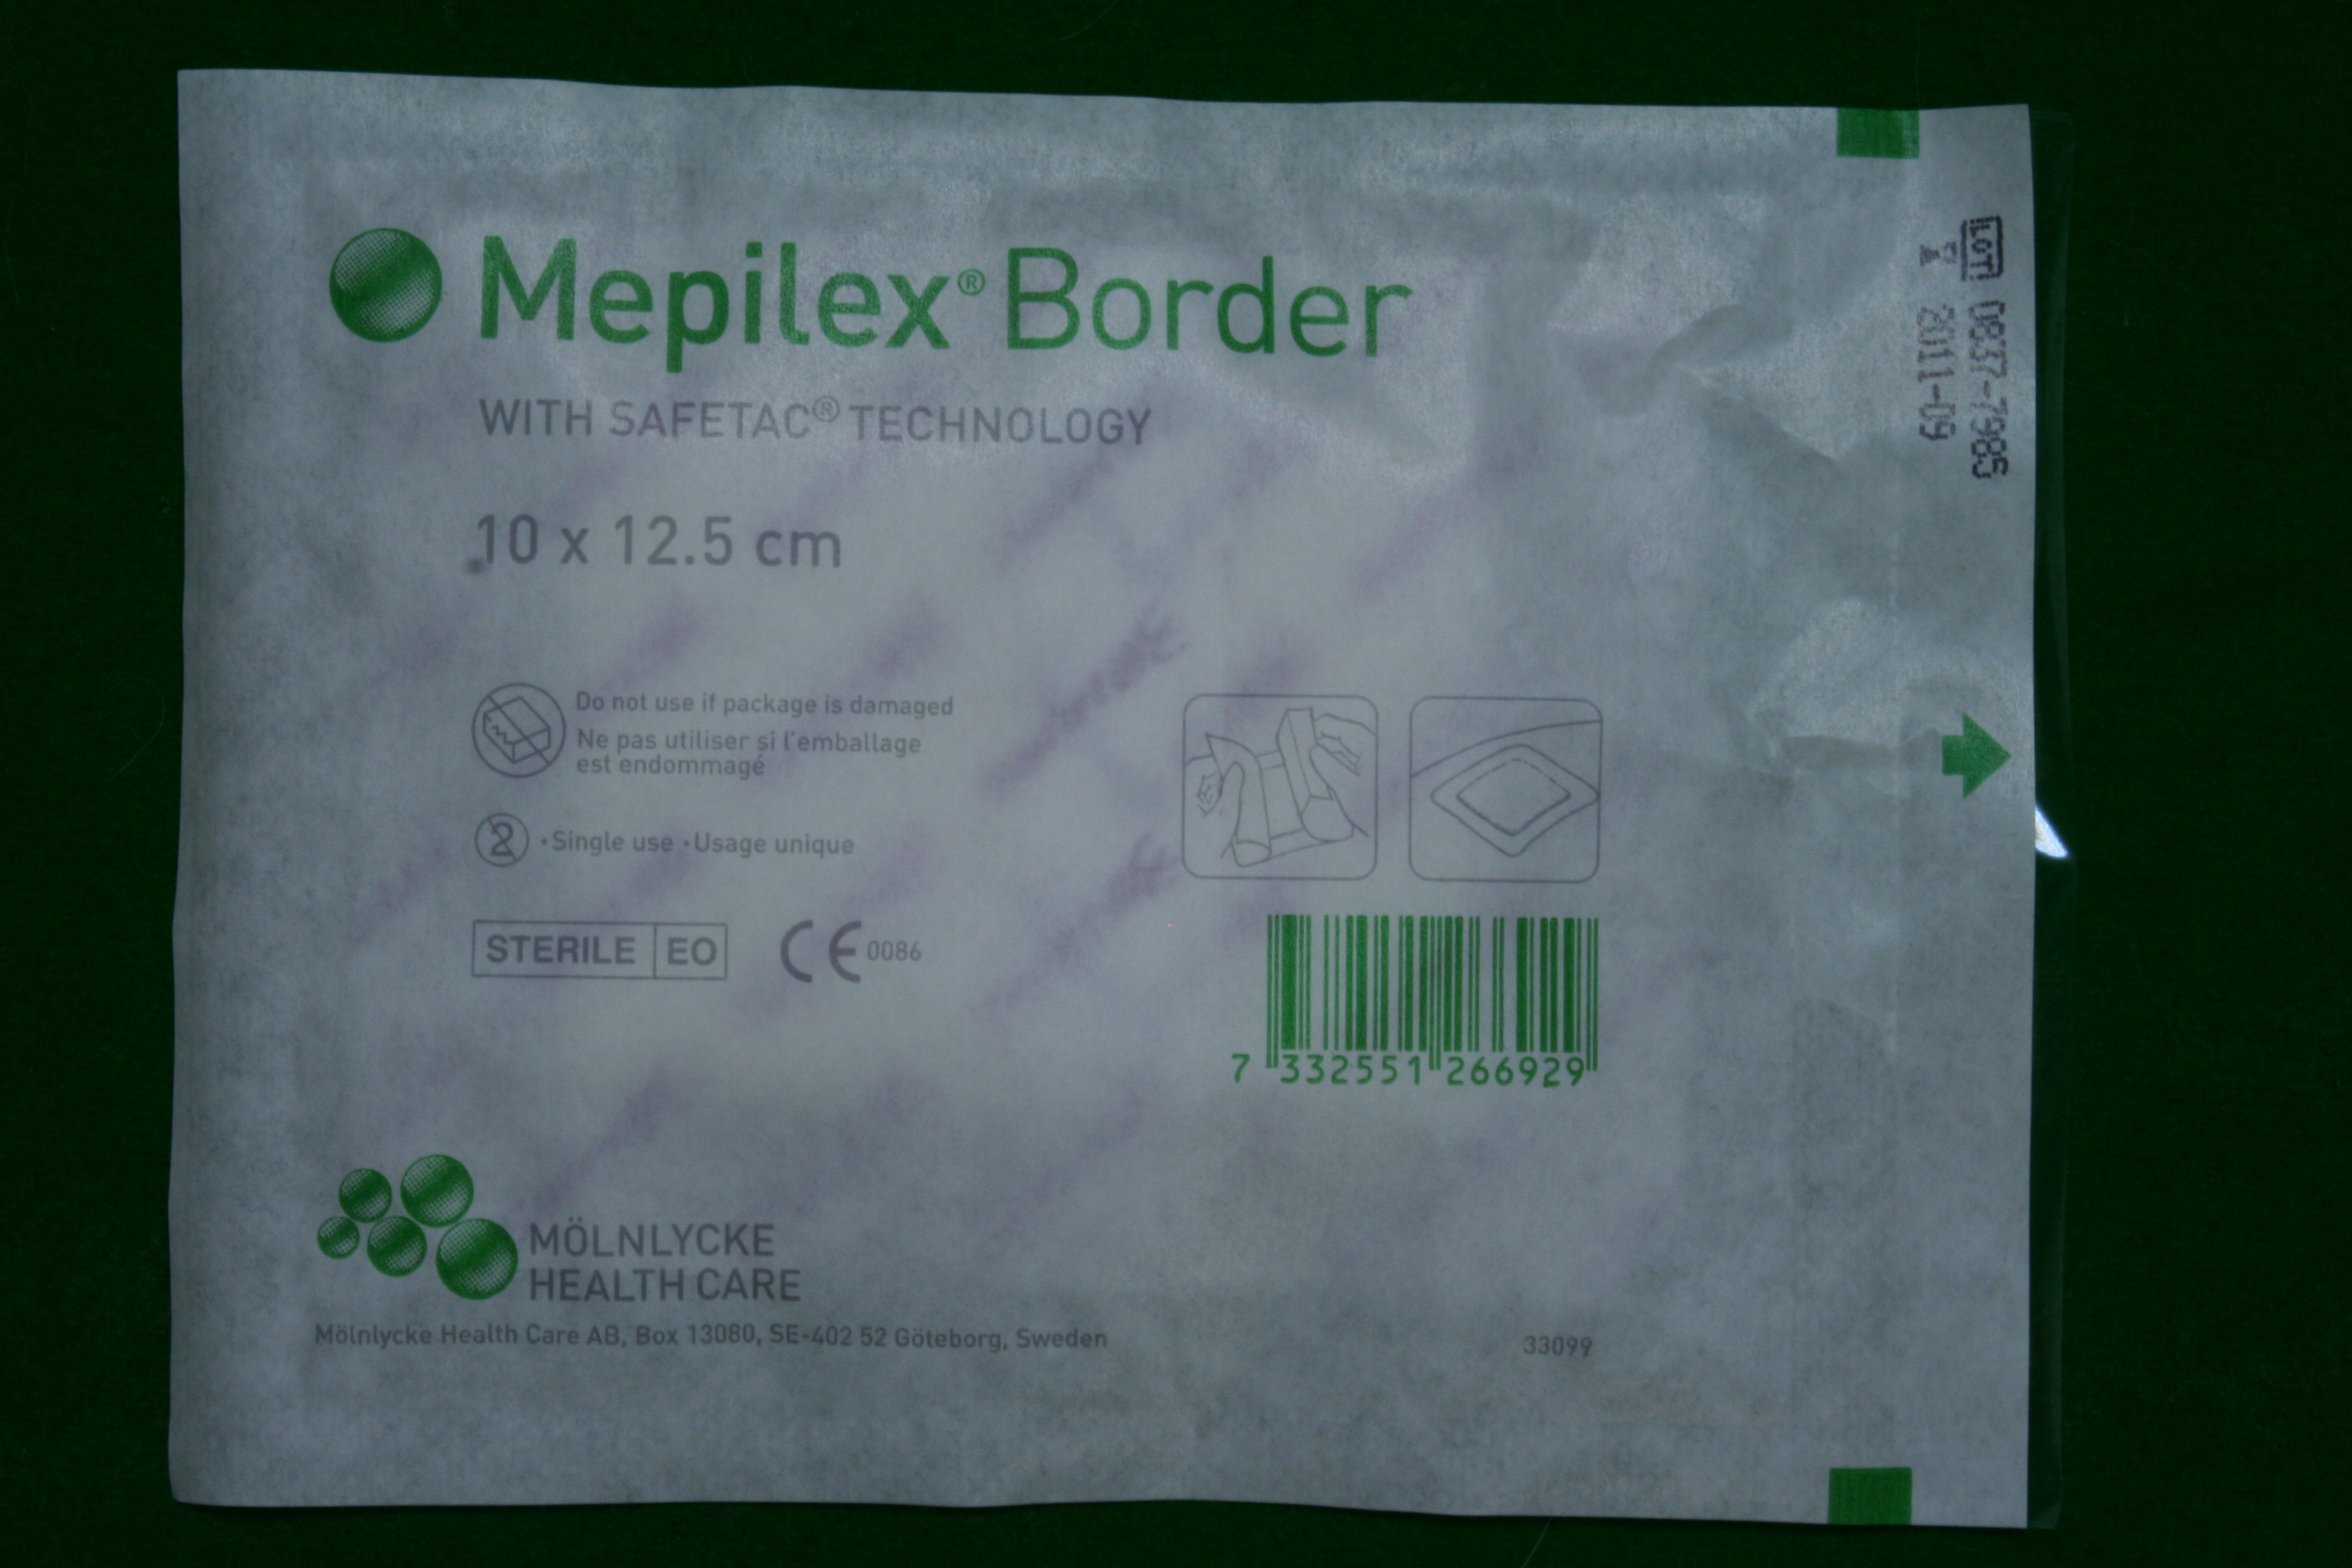 Mepilex® Border
WITH SAFETAC® TECHNOLOGY
10 x 12.5 cm
Do not use if package is damaged
Ne pas utiliser si l'emballage
est endommagé
2 • Single use • Usage unique
STERILE EO CE 0086
7 332551 266929
MÖLNLYCKE
HEALTH CARE
Mölnlycke Health Care AB, Box 13080, SE-402 52 Göteborg, Sweden
33099
LOT 0837-7985
2011-09